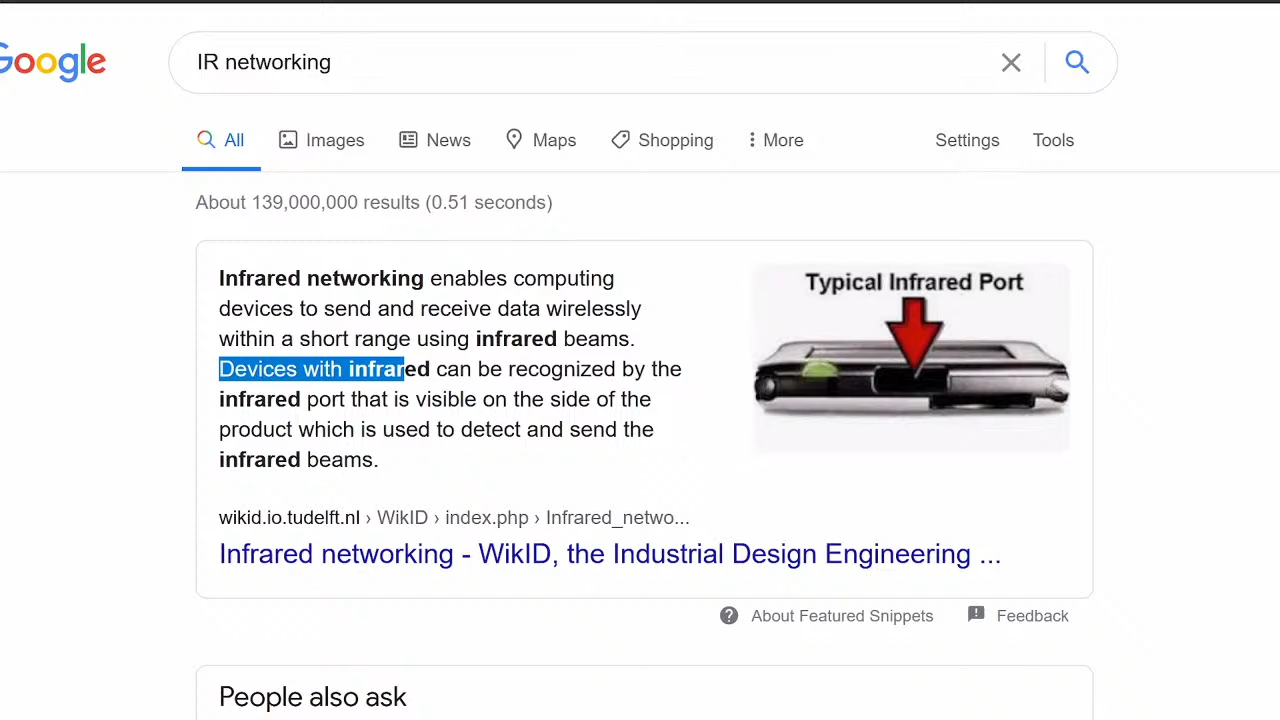 Google
IR networking
All Images News Maps Shopping More Settings Tools
About 139,000,000 results (0.51 seconds)
Infrared networking enables computing
devices to send and receive data wirelessly
within a short range using infrared beams.
Devices with infrared can be recognized by the
infrared port that is visible on the side of the
product which is used to detect and send the
infrared beams.
Typical Infrared Port
wikid.io.tudelft.nl › WikID › index.php › Infrared_netwo...
Infrared networking - WikID, the Industrial Design Engineering ...
About Featured Snippets Feedback
People also ask